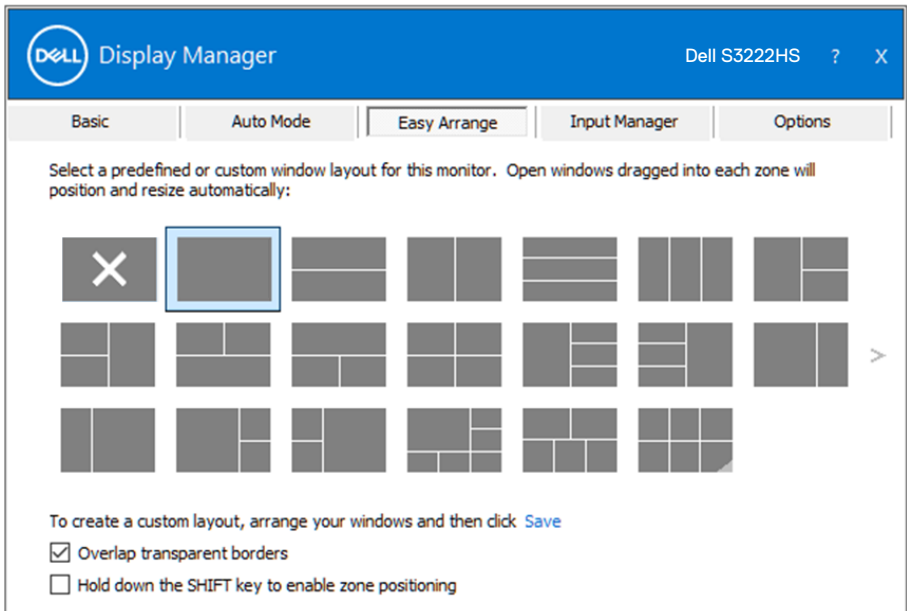 DELL Display Manager Dell S3222HS ? X
Basic Auto Mode Easy Arrange Input Manager Options
Select a predefined or custom window layout for this monitor. Open windows dragged into each zone will
position and resize automatically:
>
To create a custom layout, arrange your windows and then click Save
Overlap transparent borders
Hold down the SHIFT key to enable zone positioning